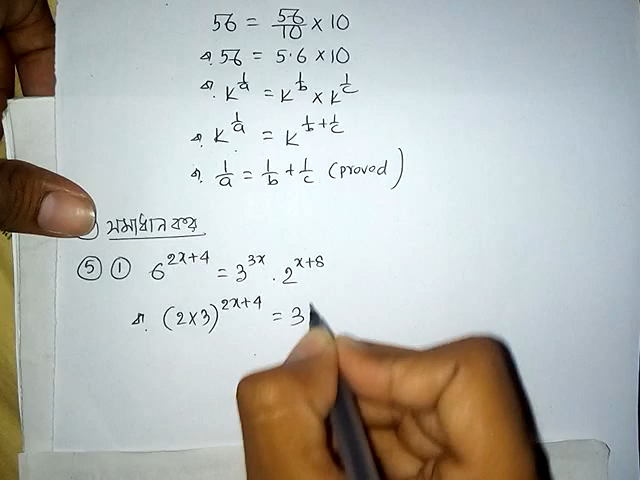 56 = 56/10 × 10
বা, 56 = 5.6 × 10
বা, K^(1/a) = K^(1/b) × K^(1/c)
বা, K^(1/a) = K^(1/b + 1/c)
বা, 1/a = 1/b + 1/c (proved)
সমাধান কর
⑤ ① 6^(2x+4) = 3^(3x) . 2^(x+8)
বা, (2×3)^(2x+4) = 3